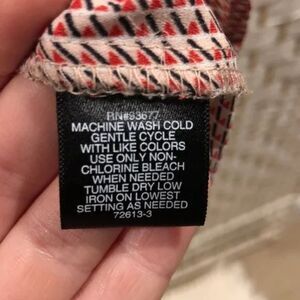 RN#93677
MACHINE WASH COLD
GENTLE CYCLE
WITH LIKE COLORS
USE ONLY NON-
CHLORINE BLEACH
WHEN NEEDED
TUMBLE DRY LOW
IRON ON LOWEST
SETTING AS NEEDED
72613-3